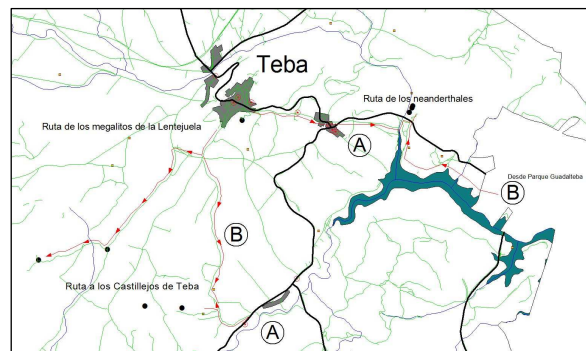 Teba
Ruta de los neanderthales
Ruta de los megalitos de la Lentejuela
A
Desde Parque Guadalteba
B
B
Ruta a los Castillejos de Teba
A